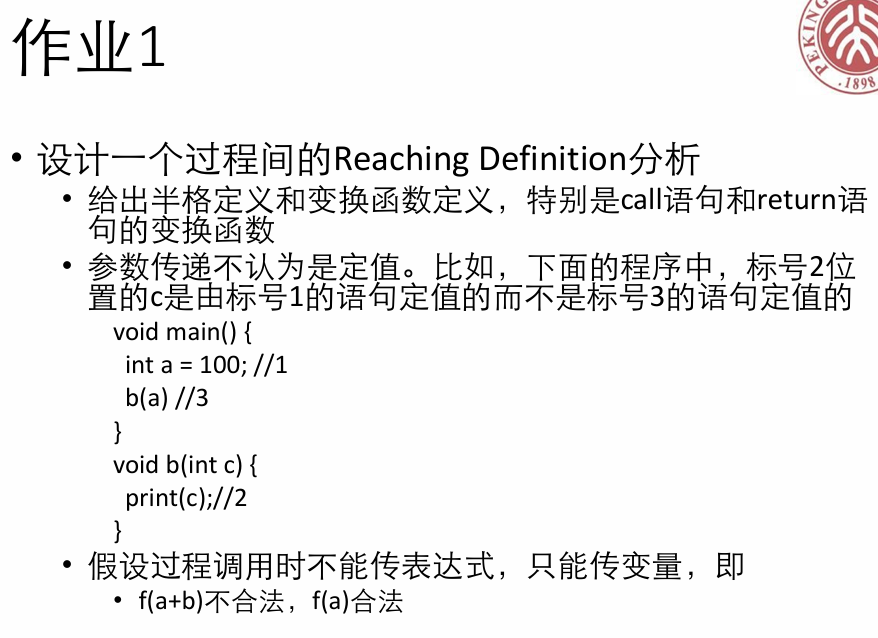 作业1
PEKING
1898
• 设计一个过程间的Reaching Definition分析
• 给出半格定义和变换函数定义，特别是call语句和return语
句的变换函数
• 参数传递不认为是定值。比如，下面的程序中，标号2位
置的c是由标号1的语句定值的而不是标号3的语句定值的
void main() {
int a = 100; //1
b(a) //3
}
void b(int c) {
print(c);//2
}
• 假设过程调用时不能传表达式，只能传变量，即
• f(a+b)不合法，f(a)合法